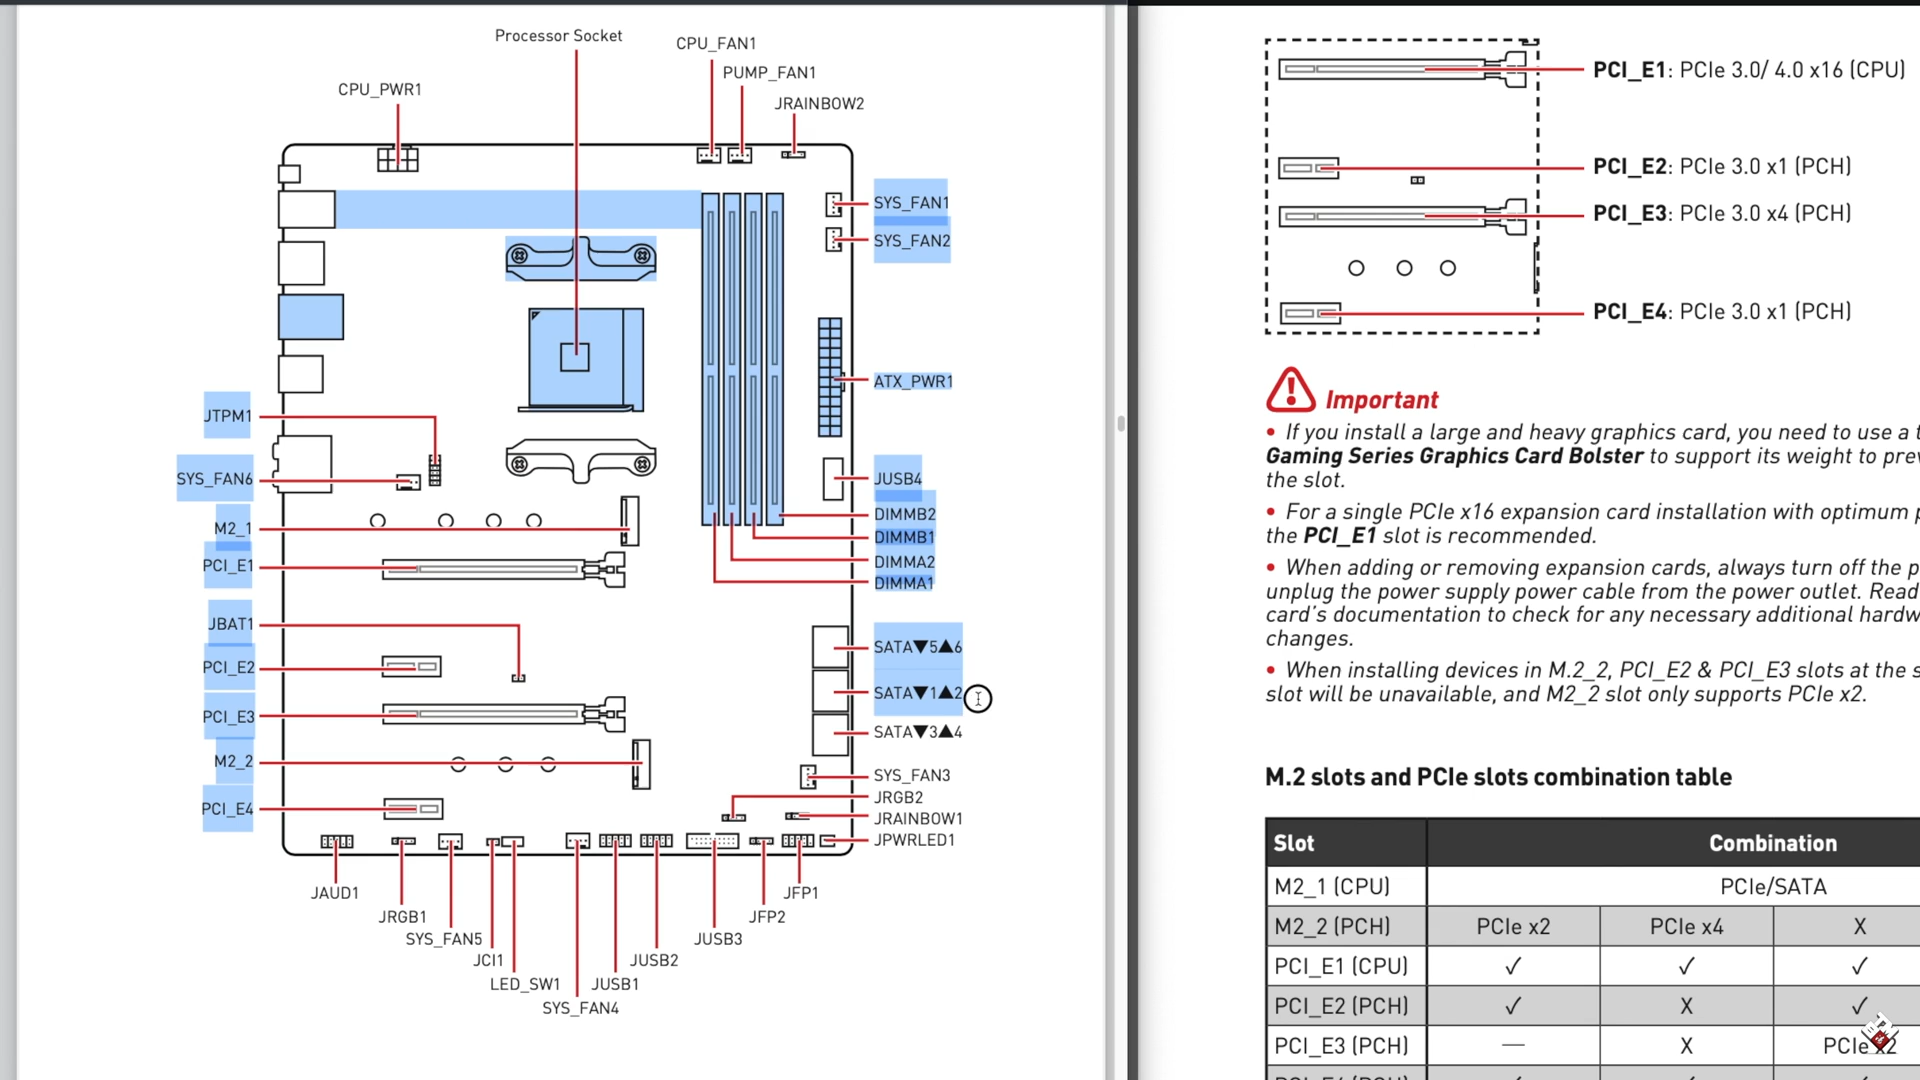 Processor Socket
CPU_FAN1
PUMP_FAN1
CPU_PWR1
JRAINBOW2
SYS_FAN1
SYS_FAN2
ATX_PWR1
JTPM1
SYS_FAN6
JUSB4
M2_1
DIMMB2
DIMMB1
PCI_E1
DIMMA2
DIMMA1
JBAT1
SATA▼5▲6
PCI_E2
SATA▼1▲2
PCI_E3
SATA▼3▲4
M2_2
SYS_FAN3
JRGB2
PCI_E4
JRAINBOW1
JPWRLED1
JAUD1
JFP1
JRGB1
JFP2
SYS_FAN5
JUSB3
JCI1
JUSB2
LED_SW1
JUSB1
SYS_FAN4
PCI_E1: PCIe 3.0/ 4.0 x16 (CPU)
PCI_E2: PCIe 3.0 x1 (PCH)
PCI_E3: PCIe 3.0 x4 (PCH)
PCI_E4: PCIe 3.0 x1 (PCH)
Important
• If you install a large and heavy graphics card, you need to use a
Gaming Series Graphics Card Bolster to support its weight to
the slot.
• For a single PCIe x16 expansion card installation with optimum
the PCI_E1 slot is recommended.
• When adding or removing expansion cards, always turn off the
unplug the power supply power cable from the power outlet. Read
card's documentation to check for any necessary additional
changes.
• When installing devices in M.2_2, PCI_E2 & PCI_E3 slots at the
slot will be unavailable, and M2_2 slot only supports PCIe x2.
M.2 slots and PCIe slots combination table
Slot Combination
M2_1 (CPU) PCIe/SATA
M2_2 (PCH) PCIe x2 PCIe x4 X
PCI_E1 (CPU) ✓ ✓ ✓
PCI_E2 (PCH) ✓ X ✓
PCI_E3 (PCH) — X PCIe x2